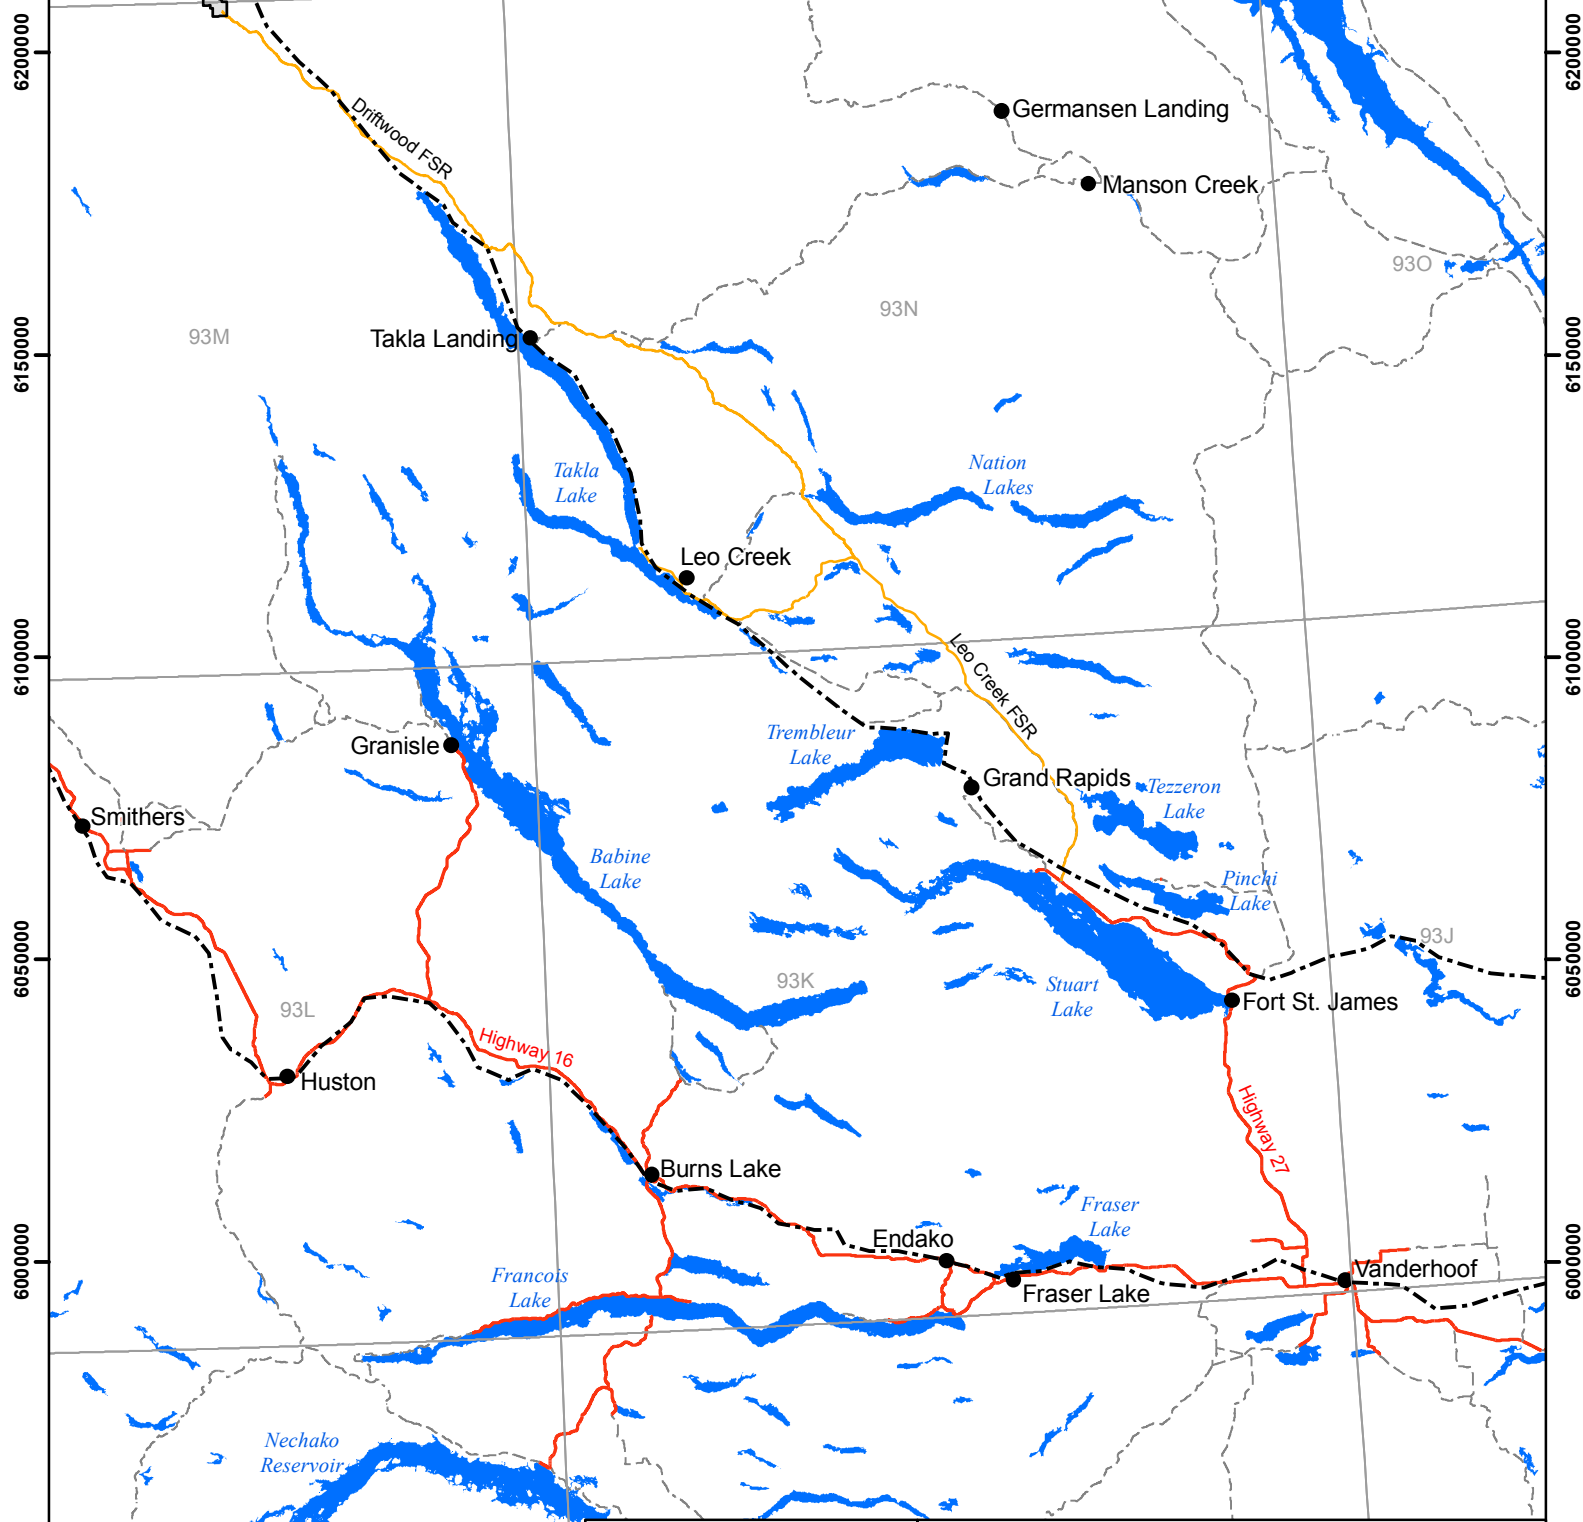 6200000
6200000
Germansen Landing
Driftwood FSR
Manson Creek
93O
93N
93M
Takla Landing
6150000
6150000
Nation
Lakes
Takla
Lake
Leo Creek
6100000
6100000
Leo Creek FSR
Trembleur
Lake
Granisle
Grand Rapids
Tezzeron
Lake
Smithers
Babine
Lake
Pinchi
Lake
93J
6050000
6050000
93K
Stuart
Lake
Fort St. James
93L
Highway 16
Huston
Highway 27
Burns Lake
Fraser
Lake
Endako
6000000
6000000
Vanderhoof
Francois
Lake
Fraser Lake
Nechako
Reservoir